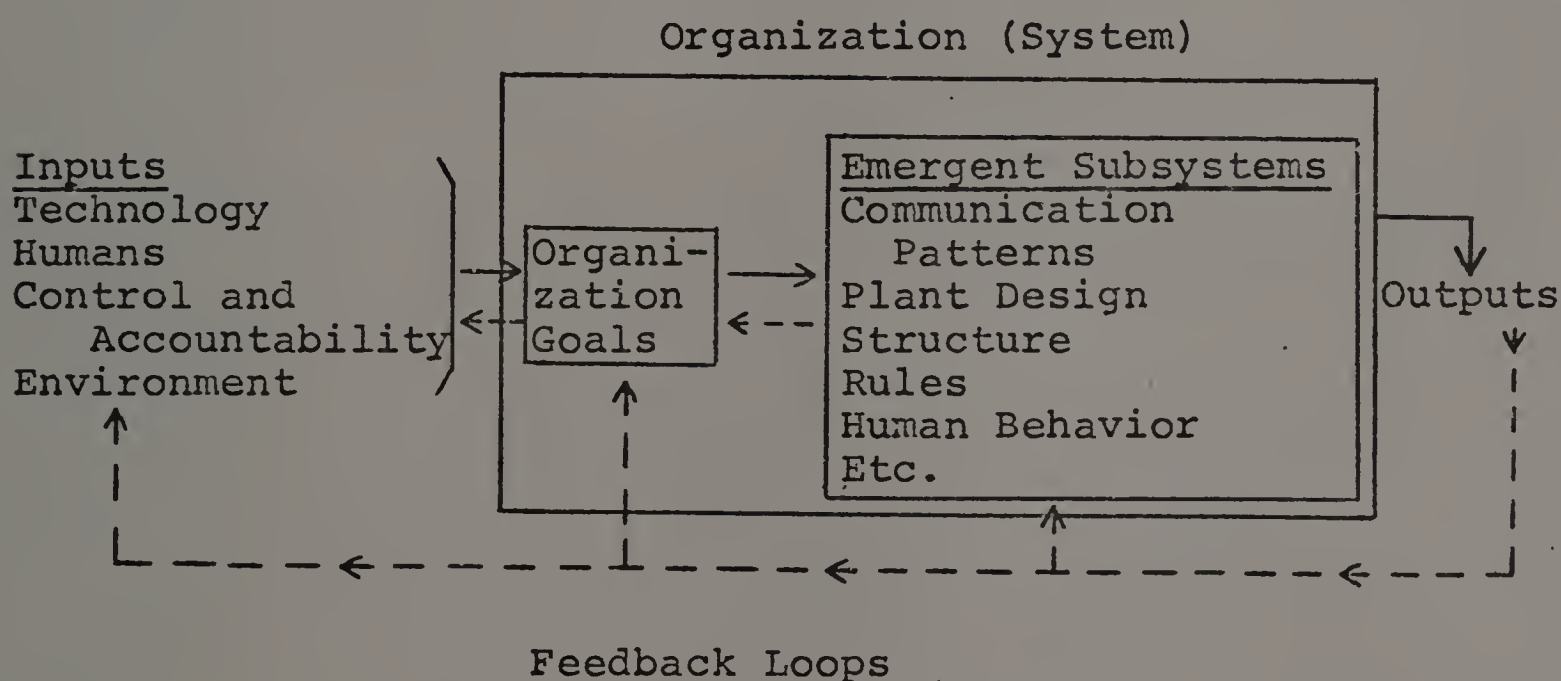 Organization (System)
Inputs
Technology
Humans
Control and
Accountability
Environment
Organi-
zation
Goals
Emergent Subsystems
Communication
Patterns
Plant Design
Structure
Rules
Human Behavior
Etc.
Outputs
Feedback Loops